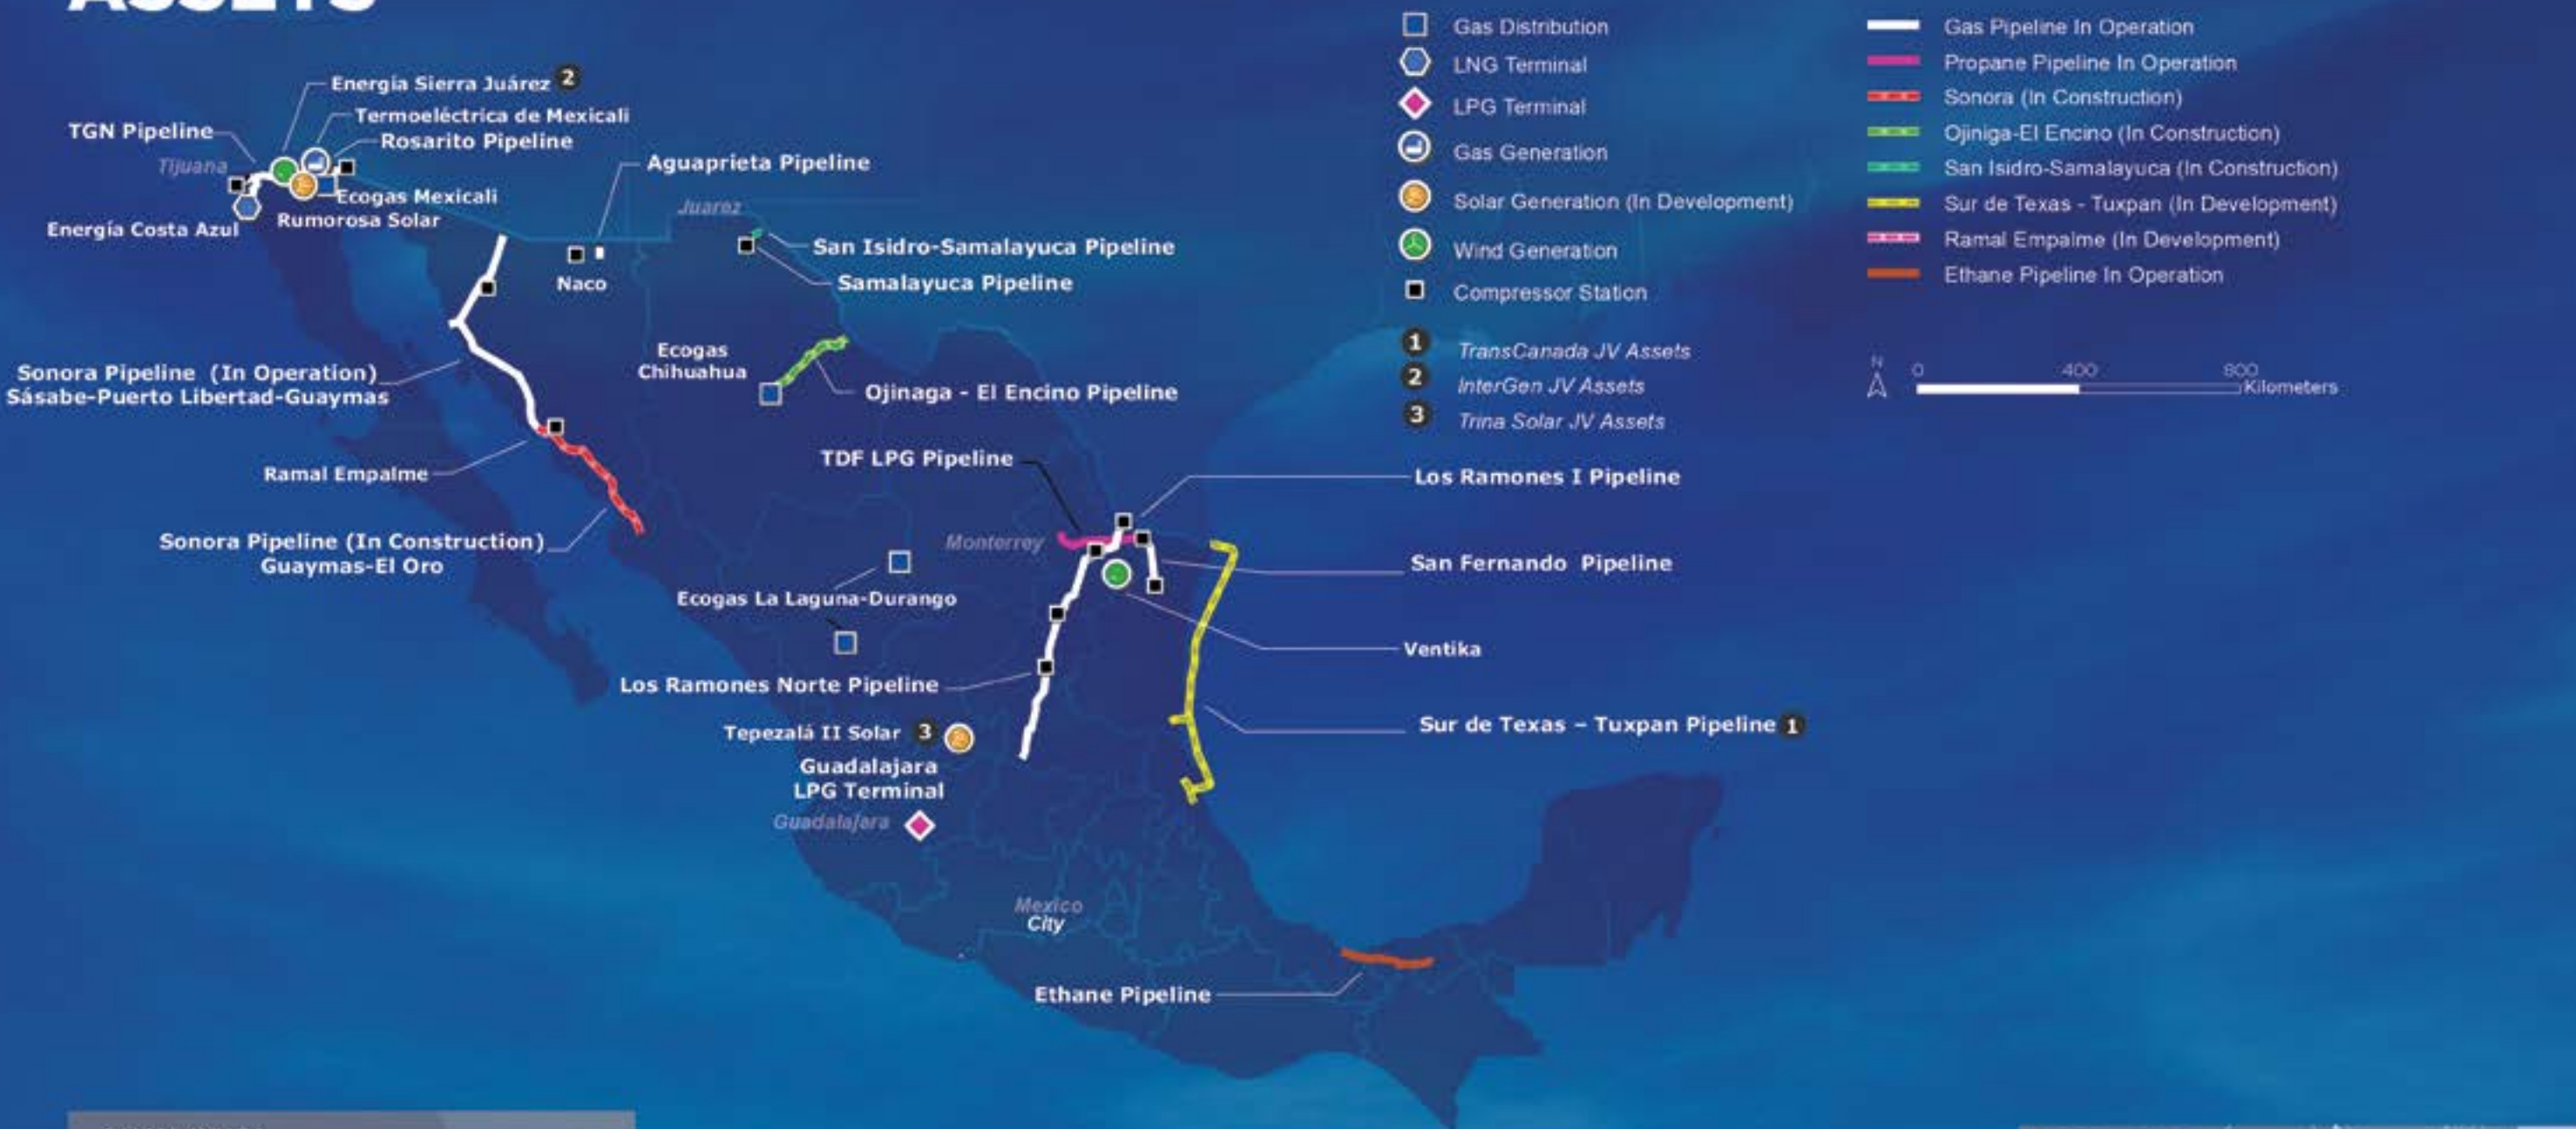 ASSETS
Energía Sierra Juárez 2
Termoeléctrica de Mexicali
TGN Pipeline
Rosarito Pipeline
Tijuana
Aguaprieta Pipeline
Ecogas Mexicali
Rumorosa Solar
Energía Costa Azul
Juarez
San Isidro-Samalayuca Pipeline
Naco
Samalayuca Pipeline
Sonora Pipeline (In Operation)
Sásabe-Puerto Libertad-Guaymas
Ecogas
Chihuahua
Ojinaga - El Encino Pipeline
Ramal Empalme
TDF LPG Pipeline
Los Ramones I Pipeline
Sonora Pipeline (In Construction)
Guaymas-El Oro
Monterrey
San Fernando Pipeline
Ecogas La Laguna-Durango
Ventika
Los Ramones Norte Pipeline
Sur de Texas – Tuxpan Pipeline 1
Tepezalá II Solar 3
Guadalajara
LPG Terminal
Guadalajara
Mexico
City
Ethane Pipeline
Gas Distribution
LNG Terminal
LPG Terminal
Gas Generation
Solar Generation (In Development)
Wind Generation
Compressor Station
1 TransCanada JV Assets
2 InterGen JV Assets
3 Trina Solar JV Assets
Gas Pipeline In Operation
Propane Pipeline In Operation
Sonora (In Construction)
Ojiniga-El Encino (In Construction)
San Isidro-Samalayuca (In Construction)
Sur de Texas - Tuxpan (In Development)
Ramal Empalme (In Development)
Ethane Pipeline In Operation
N
0 400 800
Kilometers